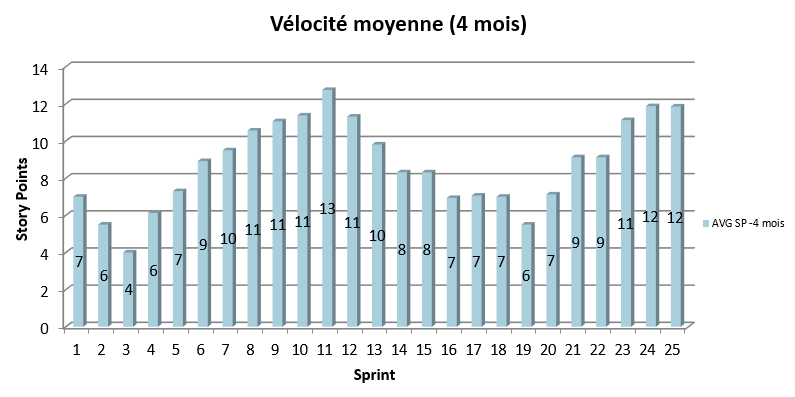 Vélocité moyenne (4 mois)
14
12
10
8
6
4
2
0
Story Points
7 6 4 6 7 9 10 11 11 11 13 11 10 8 8 7 7 7 6 7 9 9 11 12 12
1 2 3 4 5 6 7 8 9 10 11 12 13 14 15 16 17 18 19 20 21 22 23 24 25
Sprint
AVG SP -4 mois